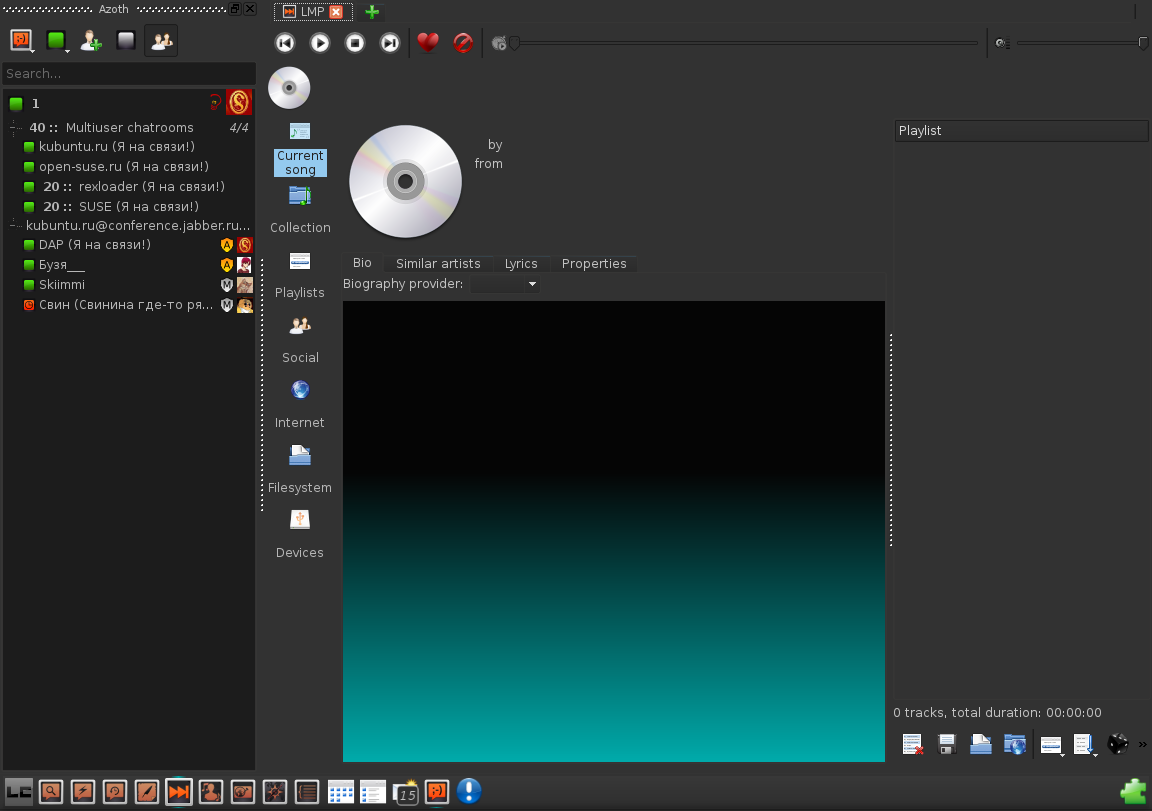 Azoth
LMP
Search...
1
40 :: Multiuser chatrooms 4/4
kubuntu.ru (Я на связи!)
open-suse.ru (Я на связи!)
20 :: rexloader (Я на связи!)
20 :: SUSE (Я на связи!)
kubuntu.ru@conference.jabber.ru...
DAP (Я на связи!)
A
Бузя___
A
Skiimmi
M
Свин (Свинина где-то ря...
M
Current
song
Collection
Playlists
Social
Internet
Filesystem
Devices
by
from
Bio Similar artists Lyrics Properties
Biography provider:
Playlist
0 tracks, total duration: 00:00:00
»
LC
15